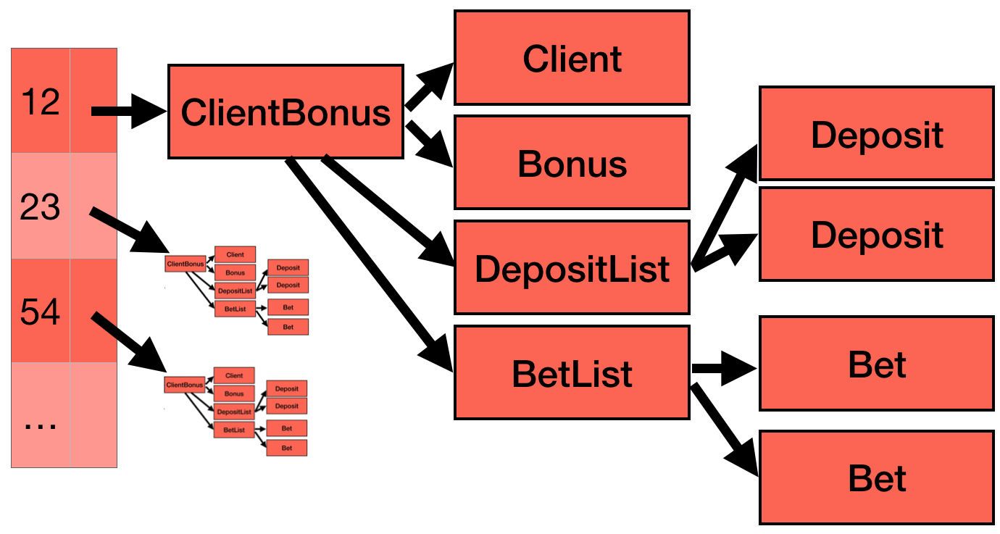 12
23
54
...
ClientBonus
Client
Bonus
DepositList
BetList
Deposit
Deposit
Bet
Bet
ClientBonus
Client
Bonus
DepositList
BetList
Deposit
Deposit
Bet
Bet
ClientBonus
Client
Bonus
DepositList
BetList
Deposit
Deposit
Bet
Bet